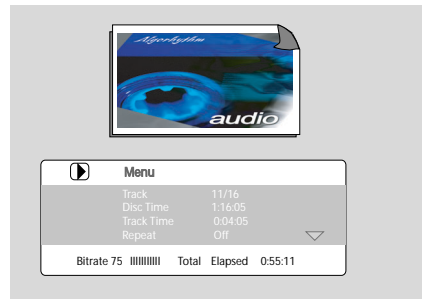 Algorhythm
audio
Menu
Track 11/16
Disc Time 1:16:05
Track Time 0:04:05
Repeat Off
Bitrate 75 IIIIIIIIIII Total Elapsed 0:55:11